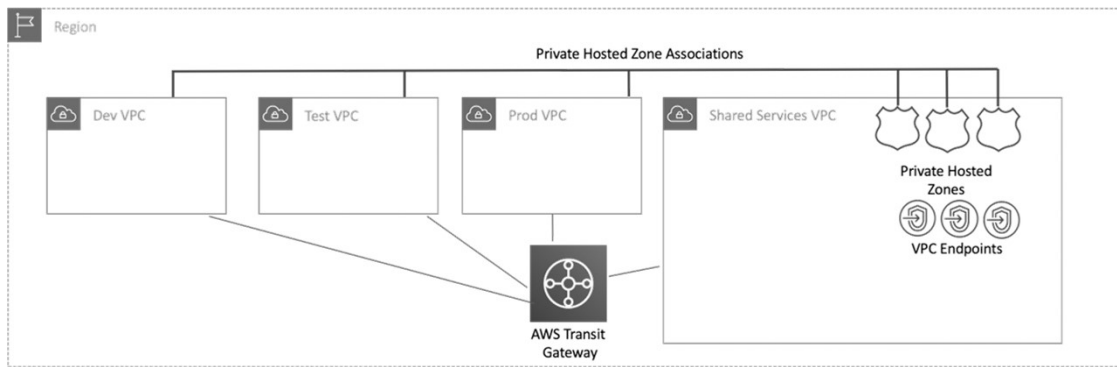 Region
Private Hosted Zone Associations
Dev VPC
Test VPC
Prod VPC
Shared Services VPC
Private Hosted
Zones
VPC Endpoints
AWS Transit
Gateway